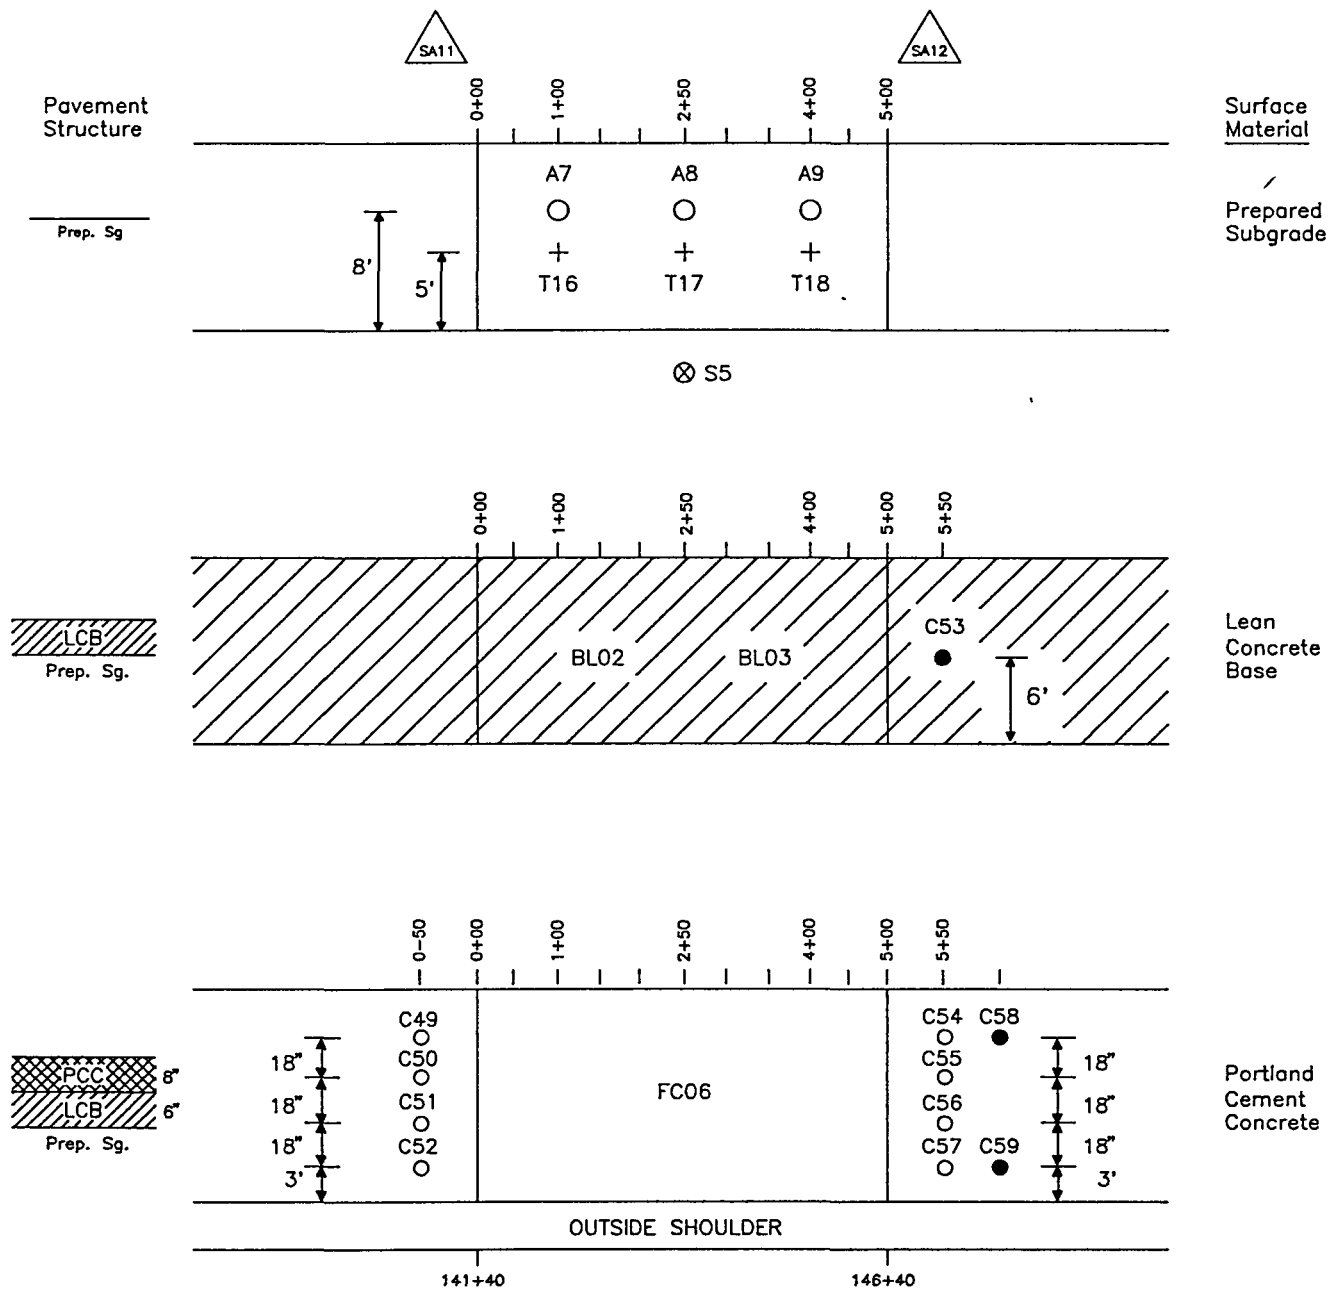 SA11
SA12
Pavement
Structure
0+00
1+00
2+50
4+00
5+00
Surface
Material
A7
A8
A9
Prep. Sg
8'
5'
T16
T17
T18
Prepared
Subgrade
S5
0+00
1+00
2+50
4+00
5+00
5+50
LCB
Prep. Sg.
BL02
BL03
C53
6'
Lean
Concrete
Base
0-50
0+00
1+00
2+50
4+00
5+00
5+50
PCC 8"
LCB 6"
Prep. Sg.
18"
18"
18"
3'
C49
C50
C51
C52
FC06
C54 C58
C55
C56
C57 C59
18"
18"
18"
3'
Portland
Cement
Concrete
OUTSIDE SHOULDER
141+40
146+40